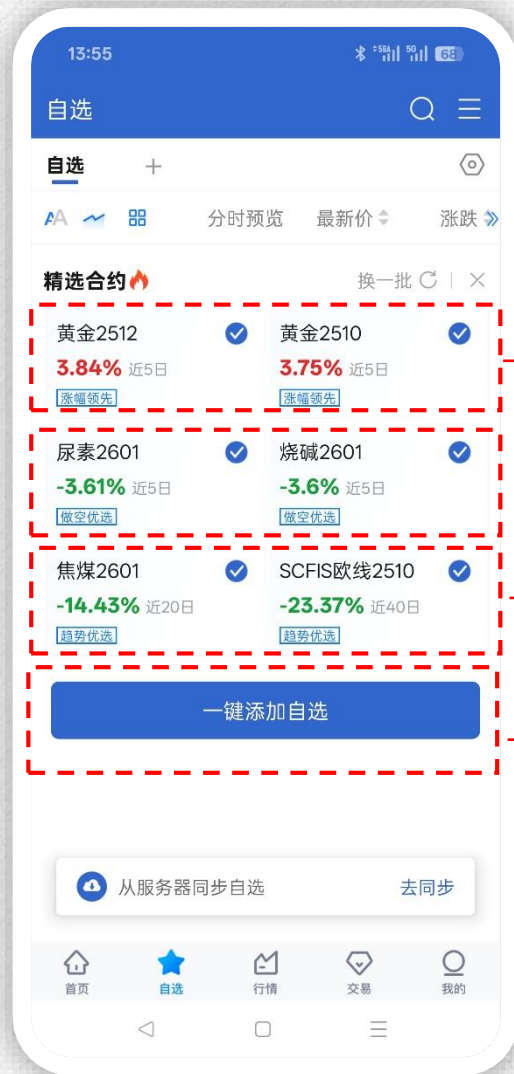 13:55 5GA 5G 68
自选
自选 +
AA 分时预览 最新价 涨跌
精选合约 换一批
黄金2512 黄金2510
3.84% 近5日 3.75% 近5日
涨幅领先 涨幅领先
尿素2601 烧碱2601
-3.61% 近5日 -3.6% 近5日
做空优选 做空优选
焦煤2601 SCFIS欧线2510
-14.43% 近20日 -23.37% 近40日
趋势优选 趋势优选
一键添加自选
从服务器同步自选 去同步
首页 自选 行情 交易 我的